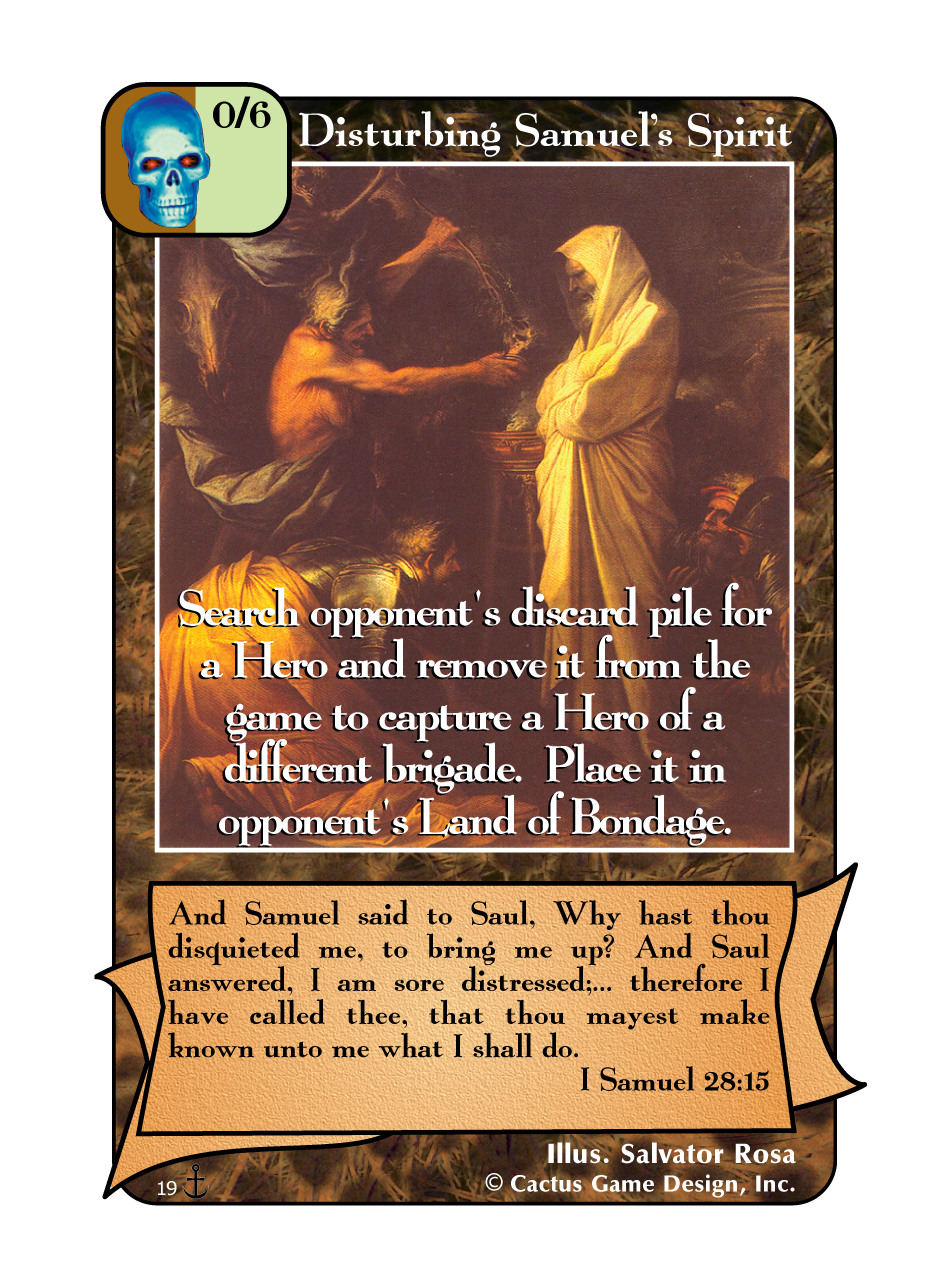 0/6
Disturbing Samuel's Spirit
Search opponent's discard pile for
a Hero and remove it from the
game to capture a Hero of a
different brigade.  Place it in
opponent's Land of Bondage.
And Samuel said to Saul, Why hast thou
disquieted me, to bring me up? And Saul
answered, I am sore distressed;... therefore I
have called thee, that thou mayest make
known unto me what I shall do.
I Samuel 28:15
Illus. Salvator Rosa
© Cactus Game Design, Inc.
19